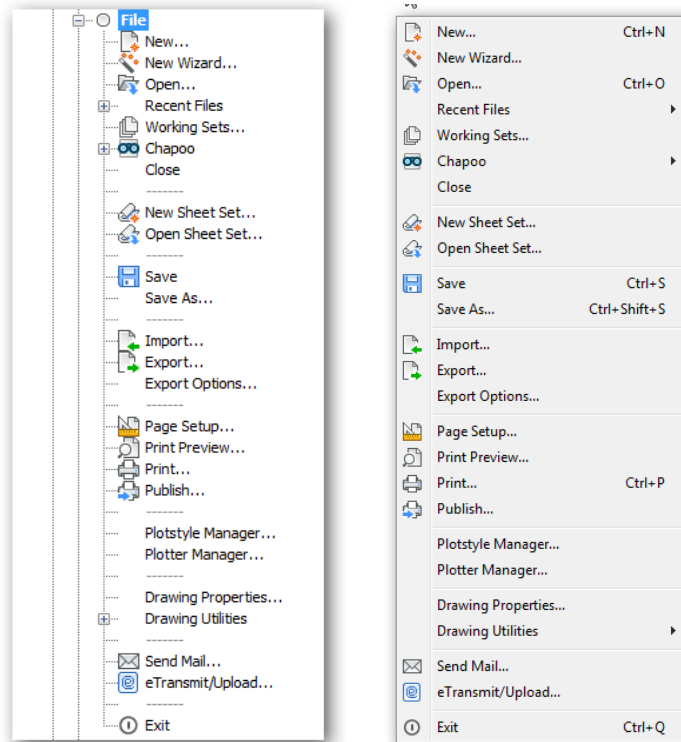 File
New...
New Wizard...
Open...
Recent Files
Working Sets...
Chapoo
Close
-------
New Sheet Set...
Open Sheet Set...
-------
Save
Save As...
-------
Import...
Export...
Export Options...
-------
Page Setup...
Print Preview...
Print...
Publish...
-------
Plotstyle Manager...
Plotter Manager...
-------
Drawing Properties...
Drawing Utilities
-------
Send Mail...
eTransmit/Upload...
-------
Exit
New... Ctrl+N
New Wizard...
Open... Ctrl+O
Recent Files
Working Sets...
Chapoo
Close
New Sheet Set...
Open Sheet Set...
Save Ctrl+S
Save As... Ctrl+Shift+S
Import...
Export...
Export Options...
Page Setup...
Print Preview...
Print... Ctrl+P
Publish...
Plotstyle Manager...
Plotter Manager...
Drawing Properties...
Drawing Utilities
Send Mail...
eTransmit/Upload...
Exit Ctrl+Q